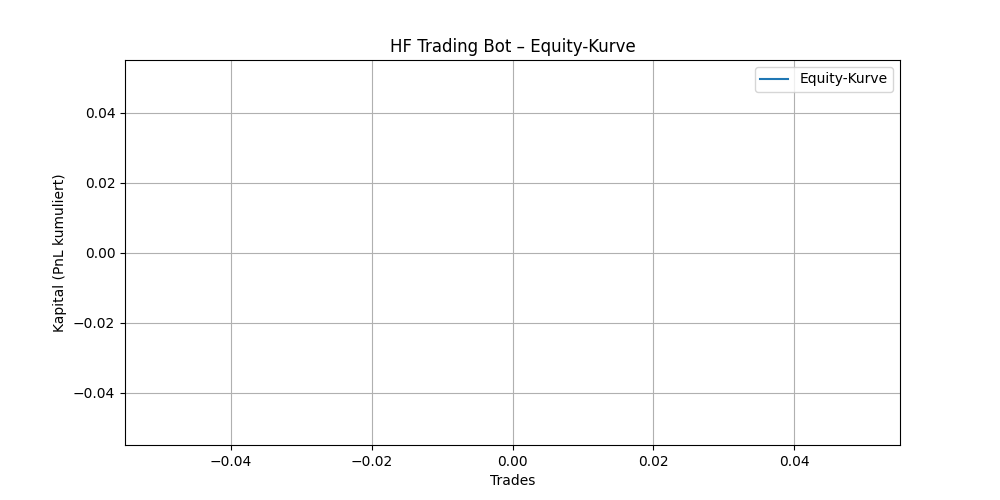 HF Trading Bot – Equity-Kurve
Equity-Kurve
0.04
0.02
0.00
−0.02
−0.04
Kapital (PnL kumuliert)
−0.04
−0.02
0.00
0.02
0.04
Trades